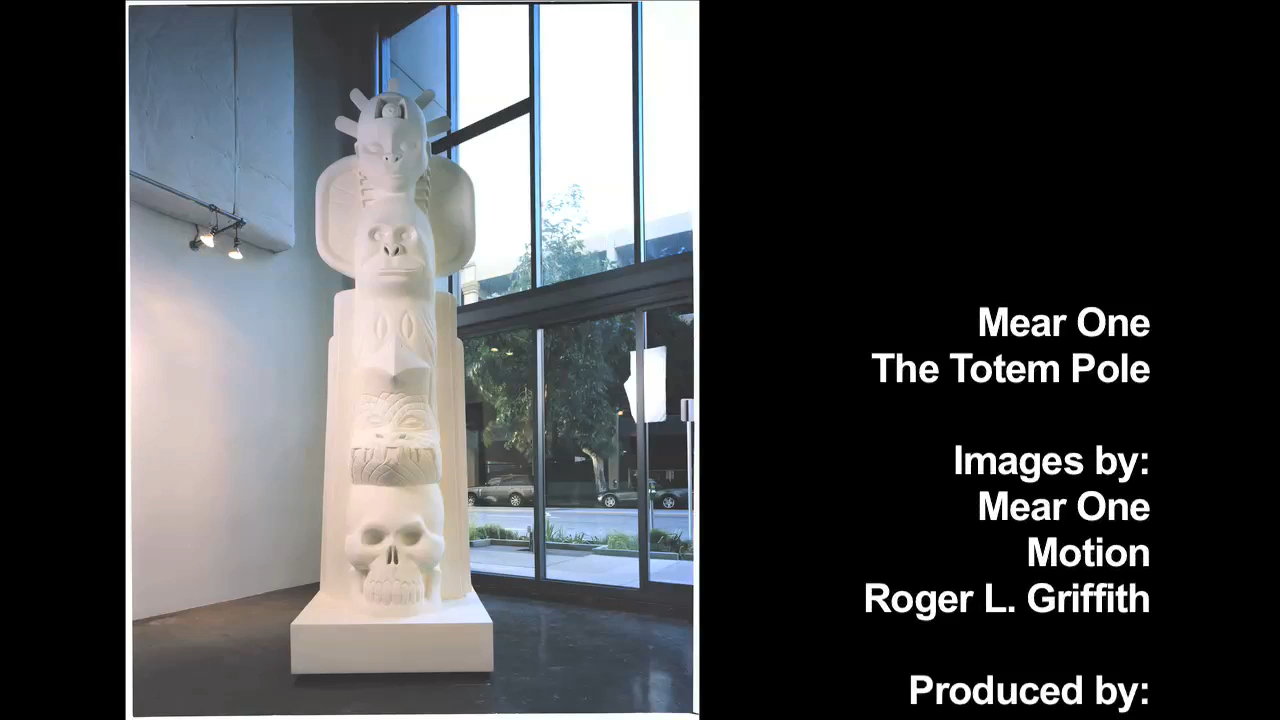 Mear One
The Totem Pole
Images by:
Mear One
Motion
Roger L. Griffith
Produced by: